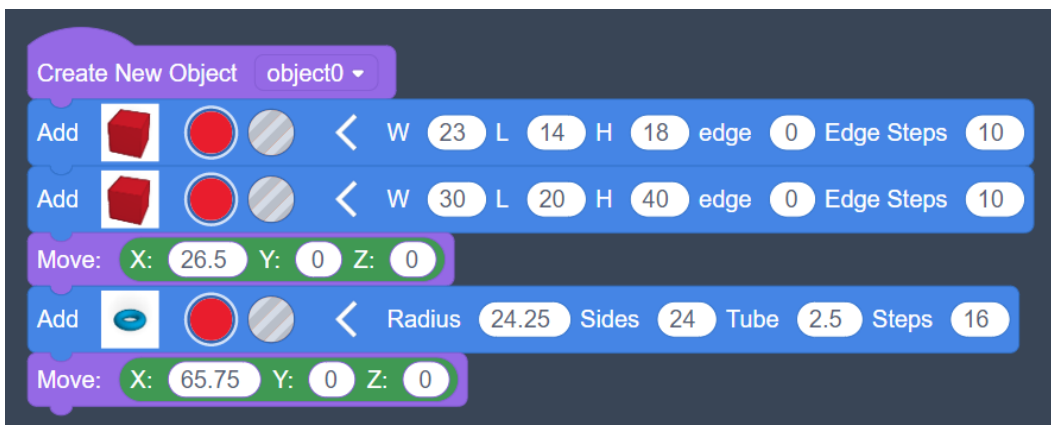 Create New Object object0
Add W 23 L 14 H 18 edge 0 Edge Steps 10
Add W 30 L 20 H 40 edge 0 Edge Steps 10
Move: X: 26.5 Y: 0 Z: 0
Add Radius 24.25 Sides 24 Tube 2.5 Steps 16
Move: X: 65.75 Y: 0 Z: 0